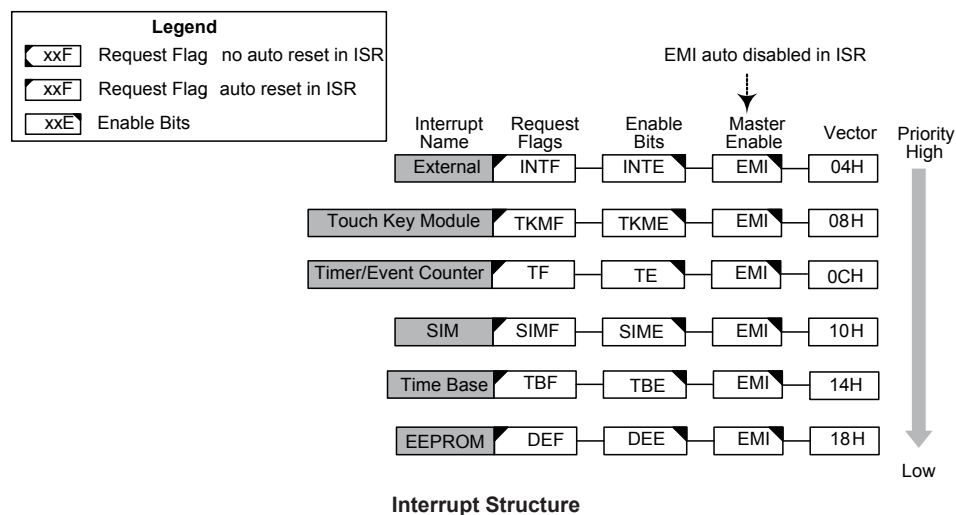 Legend
xxF Request Flag no auto reset in ISR
xxF Request Flag auto reset in ISR
xxE Enable Bits
EMI auto disabled in ISR
Interrupt Name Request Flags Enable Bits Master Enable Vector Priority High
External INTF INTE EMI 04H
Touch Key Module TKMF TKME EMI 08H
Timer/Event Counter TF TE EMI 0CH
SIM SIMF SIME EMI 10H
Time Base TBF TBE EMI 14H
EEPROM DEF DEE EMI 18H
Low
Interrupt Structure